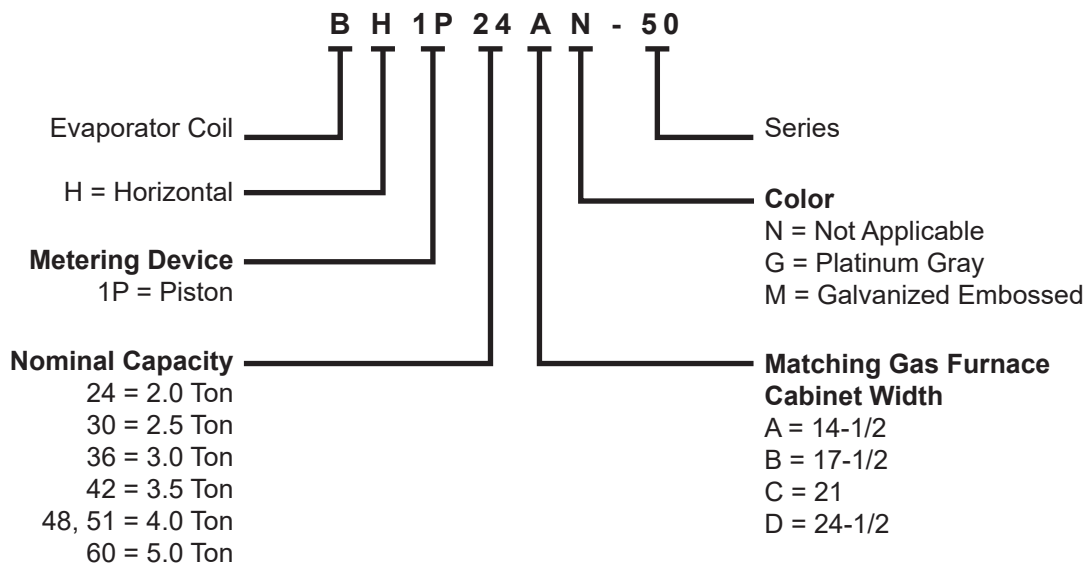 B H 1P 24 A N - 50
Evaporator Coil
H = Horizontal
Metering Device
1P = Piston
Nominal Capacity
24 = 2.0 Ton
30 = 2.5 Ton
36 = 3.0 Ton
42 = 3.5 Ton
48, 51 = 4.0 Ton
60 = 5.0 Ton
Series
Color
N = Not Applicable
G = Platinum Gray
M = Galvanized Embossed
Matching Gas Furnace
Cabinet Width
A = 14-1/2
B = 17-1/2
C = 21
D = 24-1/2